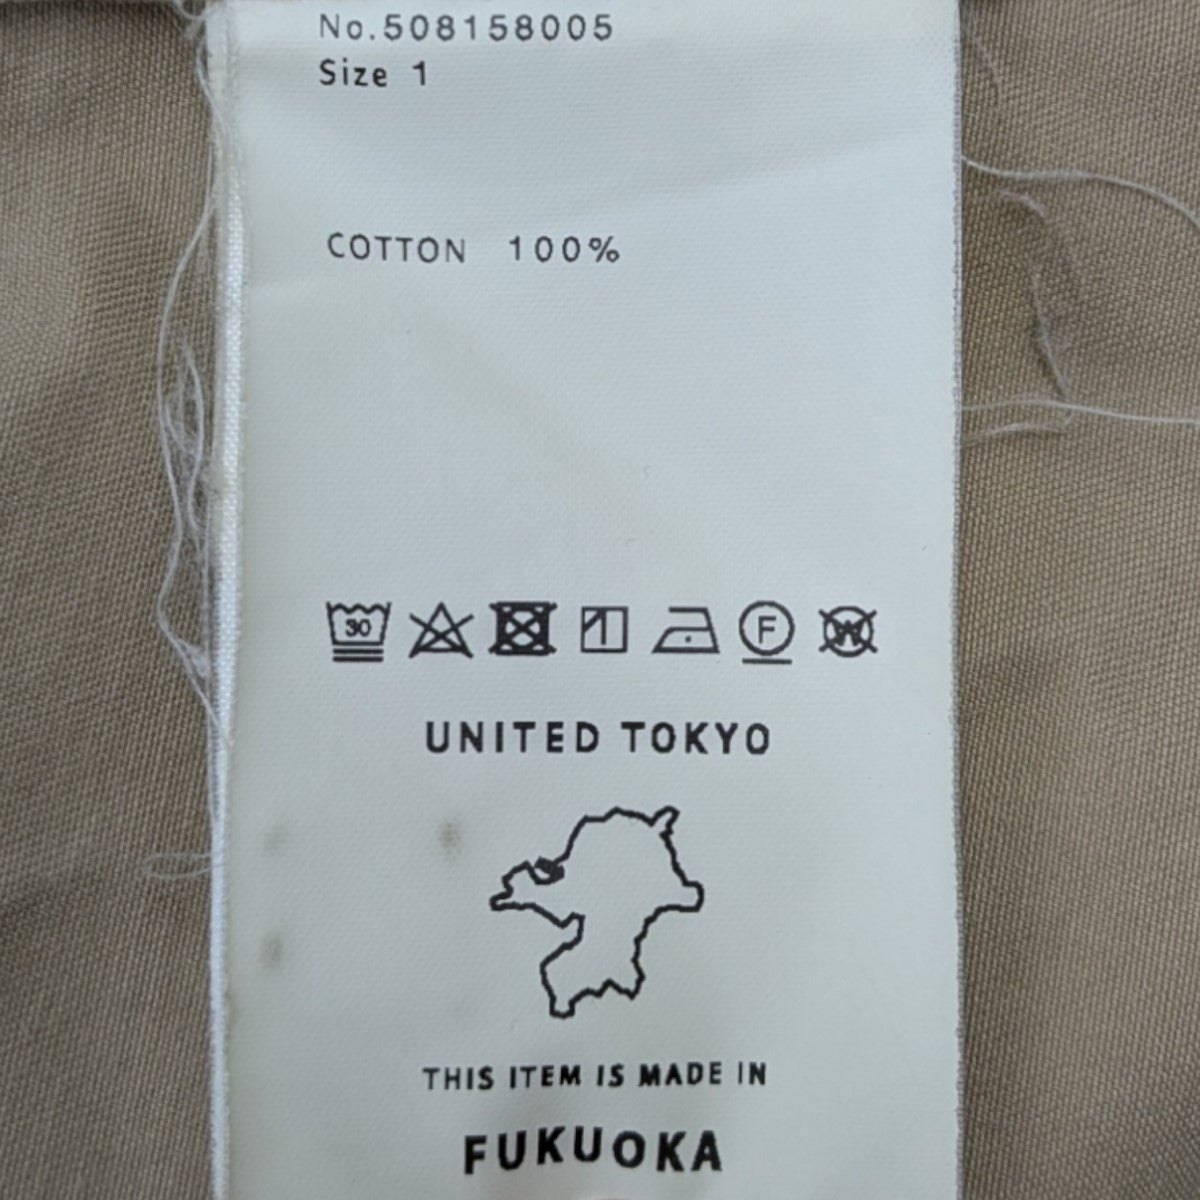 No.508158005
Size 1
COTTON 100%
30 F W
UNITED TOKYO
THIS ITEM IS MADE IN
FUKUOKA